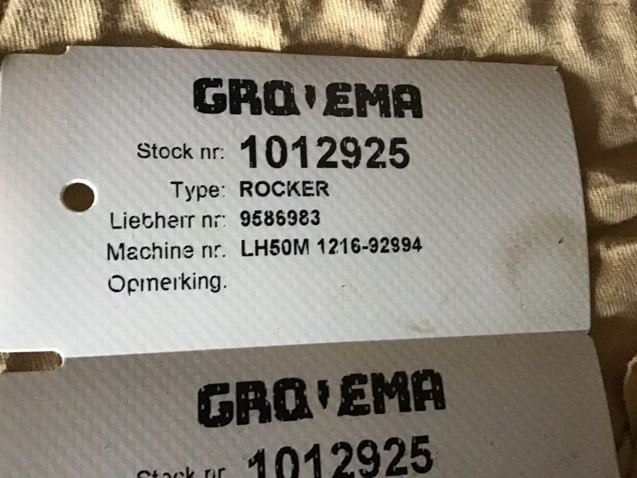 GROVEMA
Stock nr: 1012925
Type: ROCKER
Liebherr nr: 9586983
Machine nr. LH50M 1216-92994
Opmerking.
GROVEMA
Stock nr 1012925